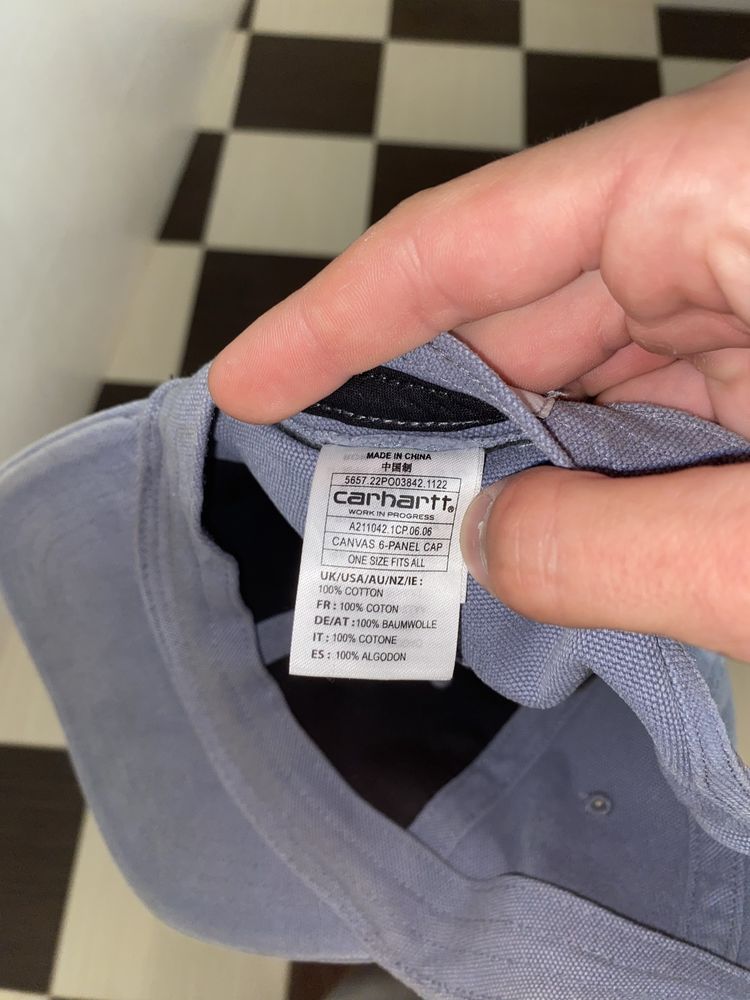 MADE IN CHINA
中国制
5657.22PO03842.1122
carhartt®
WORK IN PROGRESS
A211042.1CP.06.06
CANVAS 6-PANEL CAP
ONE SIZE FITS ALL
UK/USA/AU/NZ/IE :
100% COTTON
FR : 100% COTON
DE/AT :100% BAUMWOLLE
IT : 100% COTONE
ES : 100% ALGODON